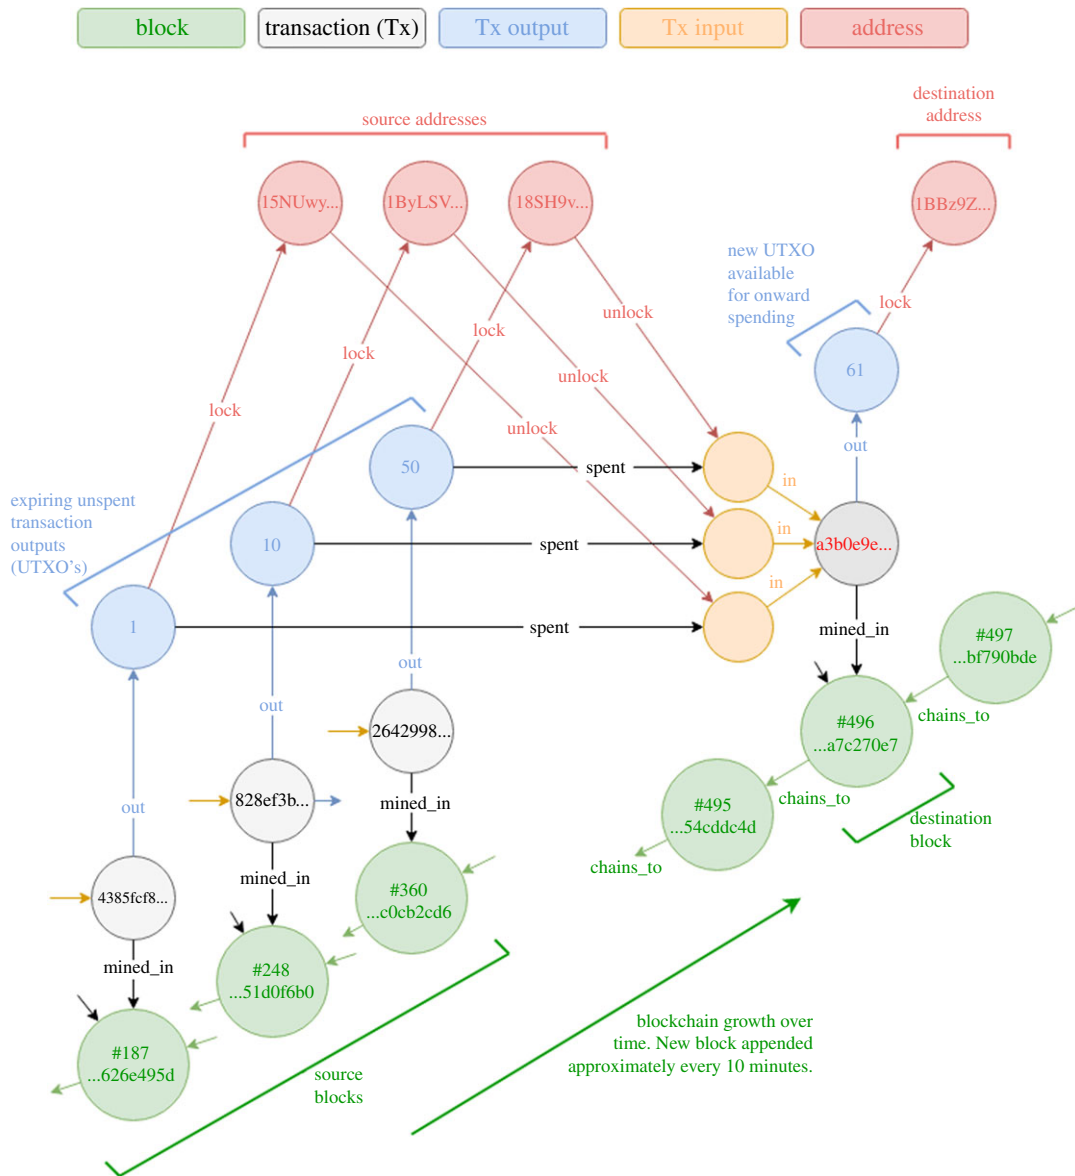 block
transaction (Tx)
Tx output
Tx input
address
source addresses
destination
address
15NUwy...
1ByLSV...
18SH9v...
1BBz9Z...
new UTXO
available
for onward
spending
lock
unlock
lock
61
lock
unlock
lock
unlock
out
50
spent
in
expiring unspent
transaction
outputs
(UTXO's)
10
spent
in
a3b0e9e...
in
1
spent
mined_in
#497
...bf790bde
out
out
chains_to
#496
...a7c270e7
2642998...
828ef3b...
mined_in
out
chains_to
#495
...54cddc4d
destination
block
chains_to
4385fcf8...
mined_in
#360
...c0cb2cd6
mined_in
#248
...51d0f6b0
#187
...626e495d
source
blocks
blockchain growth over
time. New block appended
approximately every 10 minutes.